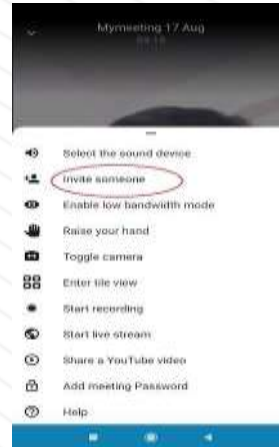 Mymeeting 17 Aug
Select the sound device
Invite someone
Enable low bandwidth mode
Raise your hand
Toggle camera
Enter tile view
Start recording
Start live stream
Share a YouTube video
Add meeting Password
Help